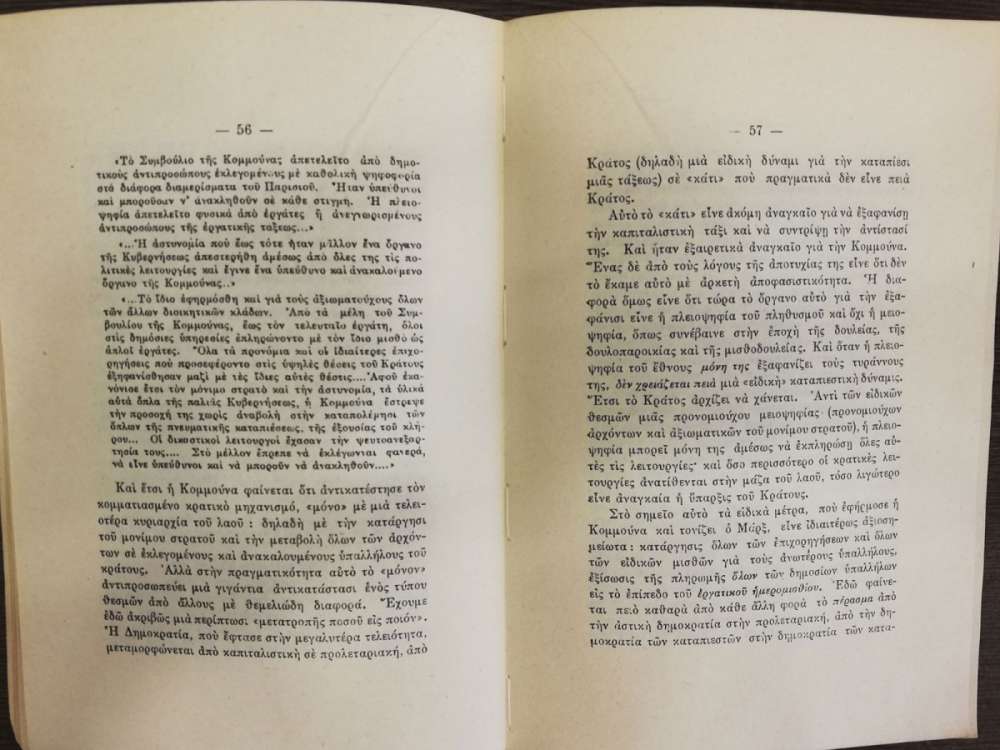 — 56 —
«Τὸ Συμβούλιο τῆς Κομμούνας ἀπετελεῖτο ἀπὸ δημο-
τικοὺς ἀντιπροσώπους ἐκλεγομένους μὲ καθολικὴ ψηφοφορία
στὰ διάφορα διαμερίσματα τοῦ Παρισιοῦ. Ἦταν ὑπεύθυνοι
καὶ μποροῦσαν ν' ἀνακληθοῦν σὲ κάθε στιγμή. Ἡ πλειο-
ψηφία ἀπετελεῖτο φυσικὰ ἀπὸ ἐργάτες ἢ ἀνεγνωρισμένους
ἀντιπροσώπους τῆς ἐργατικῆς τάξεως...»
«...Ἡ ἀστυνομία ποὺ ἕως τότε ἦταν μᾶλλον ἕνα ὄργανο
τῆς Κυβερνήσεως ἀπεστερήθη ἀμέσως ἀπὸ ὅλες της τὶς πο-
λιτικὲς λειτουργίες καὶ ἔγινε ἕνα ὑπεύθυνο καὶ ἀνακαλούμενο
ὄργανο τῆς Κομμούνας..»
«...Τὸ ἴδιο ἐφηρμόσθη καὶ γιὰ τοὺς ἀξιωματούχους ὅλων
τῶν ἄλλων διοικητικῶν κλάδων. Ἀπὸ τὰ μέλη τοῦ Συμ-
βουλίου τῆς Κομμούνας, ἕως τὸν τελευταῖο ἐργάτη, ὅλοι
στὶς δημόσιες ὑπηρεσίες ἐπληρώνοντο μὲ τὸν ἴδιο μισθὸ ὡς
ἁπλοῖ ἐργάτες. Ὅλα τὰ προνόμια καὶ οἱ ἰδιαίτερες ἐπιχο-
ρηγήσεις ποὺ προσεφέροντο στὶς ὑψηλὲς θέσεις τοῦ Κράτους
ἐξηφανίσθησαν μαζὶ μὲ τὲς ἴδιες αὐτὲς θέσεις....Ἀφοῦ ἐκα-
νόνισε ἔτσι τὸν μόνιμο στρατὸ καὶ τὴν ἀστυνομία, τὰ ὑλικὰ
αὐτὰ ὅπλα τῆς παλιᾶς Κυβερνήσεως, ἡ Κομμούνα ἔστρεψε
τὴν προσοχή της χωρὶς ἀναβολὴ στὴν καταπολέμησι τῶν
ὅπλων τῆς πνευματικῆς καταπιέσεως, τῆς ἐξουσίας τοῦ κλή-
ρου... Οἱ δικαστικοὶ λειτουργοὶ ἔχασαν τὴν ψευτοανεξαρ-
τησία τους.... Στὸ μέλλον ἔπρεπε νὰ ἐκλέγωνται φανερά,
νὰ εἶνε ὑπεύθυνοι καὶ νὰ μποροῦν νὰ ἀνακληθοῦν....»
Καὶ ἔτσι ἡ Κομμούνα φαίνεται ὅτι ἀντικατέστησε τὸν
κομματιασμένο κρατικὸ μηχανισμό, «μόνο» μὲ μιὰ τελει-
οτέρα κυριαρχία τοῦ λαοῦ : δηλαδὴ μὲ τὴν κατάργησι
τοῦ μονίμου στρατοῦ καὶ τὴν μεταβολὴ ὅλων τῶν ἀρχόν-
των σὲ ἐκλεγομένους καὶ ἀνακαλουμένους ὑπαλλήλους τοῦ
κράτους. Ἀλλὰ στὴν πραγματικότητα αὐτὸ τὸ «μόνον»
ἀντιπροσωπεύει μιὰ γιγάντια ἀντικατάστασι ἑνὸς τύπου
θεσμῶν ἀπὸ ἄλλους μὲ θεμελιώδη διαφορά. Ἔχουμε
ἐδῶ ἀκριβῶς μιὰ περίπτωσι «μετατροπῆς ποσοῦ εἰς ποιόν».
Ἡ Δημοκρατία, ποὺ ἔφτασε στὴν μεγαλυτέρα τελειότητα,
μεταμορφώνεται ἀπὸ καπιταλιστικὴ σὲ προλεταριακή, ἀπὸ
— 57 —
Κράτος (δηλαδὴ μιὰ εἰδικὴ δύναμι γιὰ τὴν καταπίεσι
μιᾶς τάξεως) σὲ «κάτι» ποὺ πραγματικὰ δὲν εἶνε πειὰ
Κράτος.
Αὐτὸ τὸ «κάτι» εἶνε ἀκόμη ἀναγκαῖο γιὰ νὰ ἐξαφανίσῃ
τὴν καπιταλιστικὴ τάξι καὶ νὰ συντρίψῃ τὴν ἀντίστασί
της. Καὶ ἦταν ἐξαιρετικὰ ἀναγκαῖο γιὰ τὴν Κομμούνα.
Ἕνας δὲ ἀπὸ τοὺς λόγους τῆς ἀποτυχίας της εἶνε ὅτι δὲν
τὸ ἔκαμε αὐτὸ μὲ ἀρκετὴ ἀποφασιστικότητα. Ἡ δια-
φορὰ ὅμως εἶνε ὅτι τώρα τὸ ὄργανο αὐτὸ γιὰ τὴν ἐξα-
φάνισι εἶνε ἡ πλειοψηφία τοῦ πληθυσμοῦ καὶ ὄχι ἡ μειο-
ψηφία, ὅπως συνέβαινε στὴν ἐποχὴ τῆς δουλείας, τῆς
δουλοπαροικίας καὶ τῆς μισθοδουλείας. Καὶ ὅταν ἡ πλειο-
ψηφία τοῦ ἔθνους μόνη της ἐξαφανίζει τοὺς τυράννους
της, δὲν χρειάζεται πειὰ μιὰ «εἰδικὴ» καταπιεστικὴ δύναμις.
Ἔτσι τὸ Κράτος ἀρχίζει νὰ χάνεται. Ἀντὶ τῶν εἰδικῶν
θεσμῶν μιᾶς προνομιούχου μειοψηφίας· (προνομιούχων
ἀρχόντων καὶ ἀξιωματικῶν τοῦ μονίμου στρατοῦ), ἡ πλειο-
ψηφία μπορεῖ μόνη της ἀμέσως νὰ ἐκπληρώσῃ ὅλες αὐ-
τὲς τὶς λειτουργίες· καὶ ὅσο περισσότερο οἱ κρατικὲς λει-
τουργίες ἀνατίθενται στὴν μάζα τοῦ λαοῦ, τόσο λιγώτερο
εἶνε ἀναγκαία ἡ ὕπαρξις τοῦ Κράτους.
Στὸ σημεῖο αὐτὸ τὰ εἰδικὰ μέτρα, ποὺ ἐφήρμοσε ἡ
Κομμούνα καὶ τονίζει ὁ Μάρξ, εἶνε ἰδιαιτέρως ἀξιοση-
μείωτα : κατάργησις ὅλων τῶν ἐπιχορηγήσεων καὶ ὅλων
τῶν εἰδικῶν μισθῶν γιὰ τοὺς ἀνωτέρους ὑπαλλήλους,
ἐξίσωσις τῆς πληρωμῆς ὅλων τῶν δημοσίων ὑπαλλήλων
εἰς τὸ ἐπίπεδο τοῦ ἐργατικοῦ ἡμερομισθίου. Ἐδῶ φαίνε-
ται πειὸ καθαρὰ ἀπὸ κάθε ἄλλη φορὰ τὸ πέρασμα ἀπὸ
τὴν ἀστικὴ δημοκρατία στὴν προλεταριακή, ἀπὸ τὴν δη-
μοκρατία τῶν καταπιεστῶν στὴν δημοκρατία τῶν κατα-